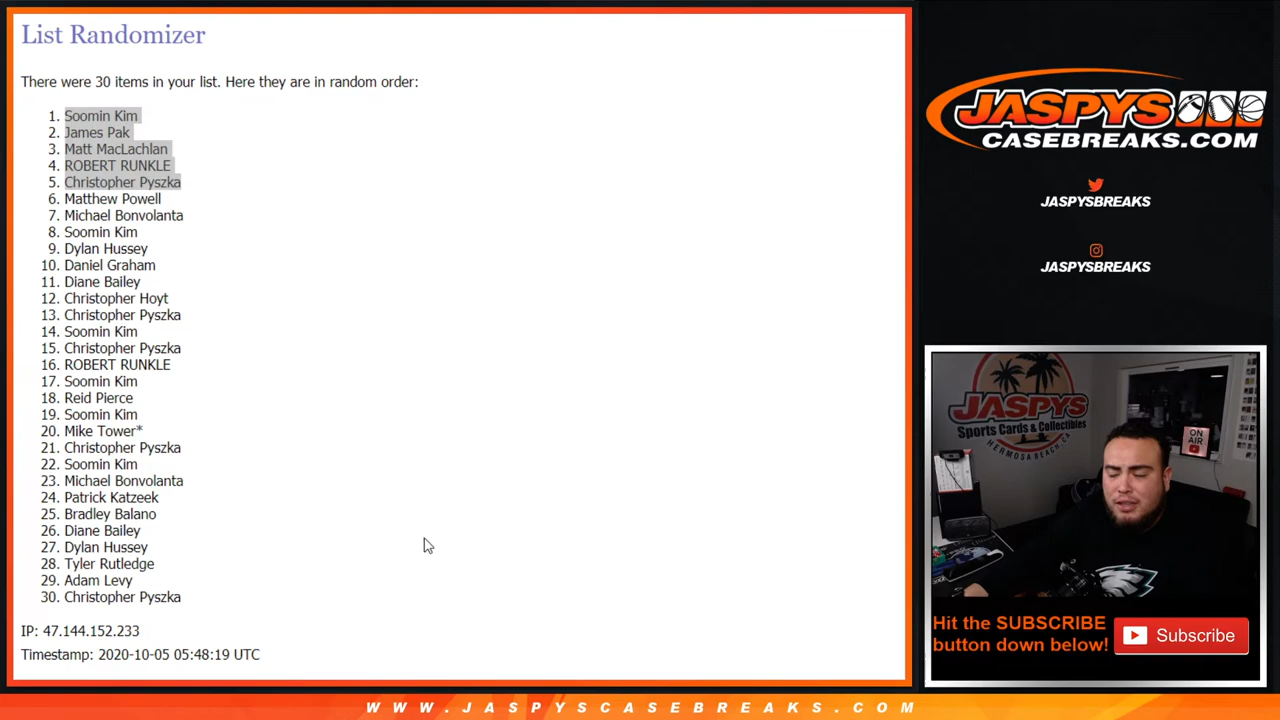 List Randomizer
There were 30 items in your list. Here they are in random order:
1. Soomin Kim
2. James Pak
3. Matt MacLachlan
4. ROBERT RUNKLE
5. Christopher Pyszka
6. Matthew Powell
7. Michael Bonvolanta
8. Soomin Kim
9. Dylan Hussey
10. Daniel Graham
11. Diane Bailey
12. Christopher Hoyt
13. Christopher Pyszka
14. Soomin Kim
15. Christopher Pyszka
16. ROBERT RUNKLE
17. Soomin Kim
18. Reid Pierce
19. Soomin Kim
20. Mike Tower*
21. Christopher Pyszka
22. Soomin Kim
23. Michael Bonvolanta
24. Patrick Katzeek
25. Bradley Balano
26. Diane Bailey
27. Dylan Hussey
28. Tyler Rutledge
29. Adam Levy
30. Christopher Pyszka
IP: 47.144.152.233
Timestamp: 2020-10-05 05:48:19 UTC
JASPYS
CASEBREAKS.COM
JASPYSBREAKS
JASPYSBREAKS
JASPYS
Sports Cards & Collectibles
HERMOSA BEACH, CA
ON AIR
Hit the SUBSCRIBE
button down below!
Subscribe
WWW.JASPYSCASEBREAKS.COM